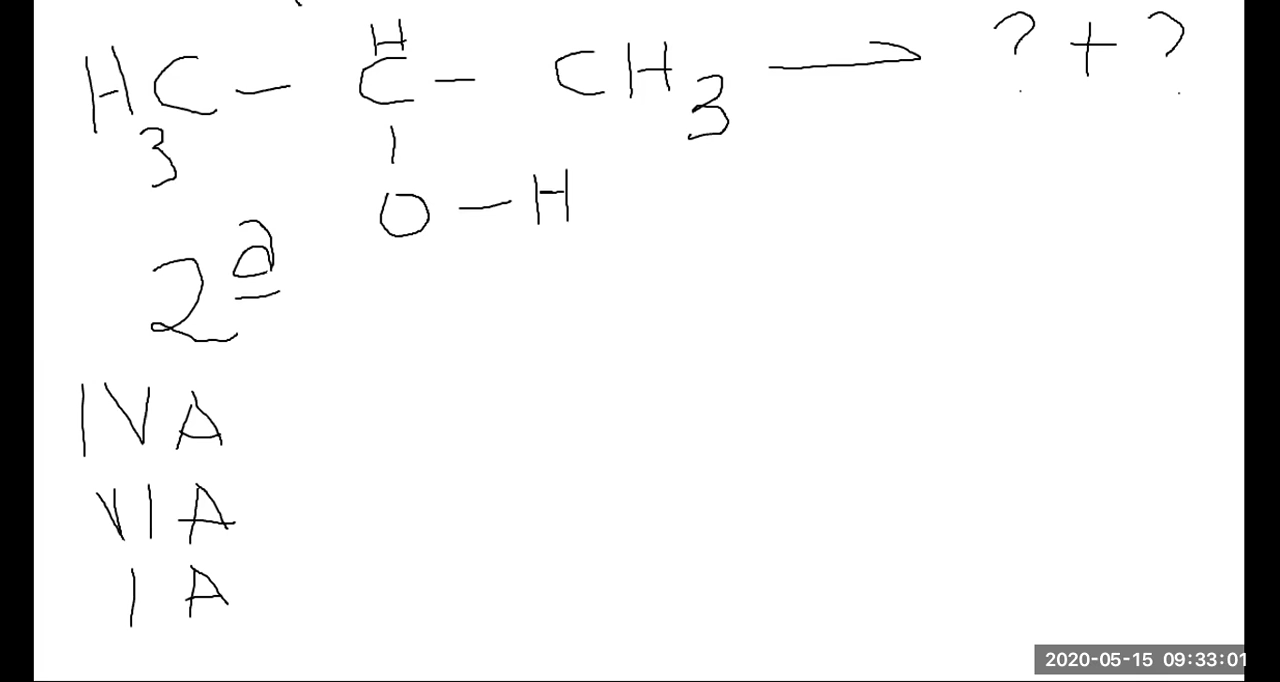 H
H3C - C - CH3 → ? + ?
|
O - H
2ª
IVA
VIA
IA
2020-05-15 09:33:01